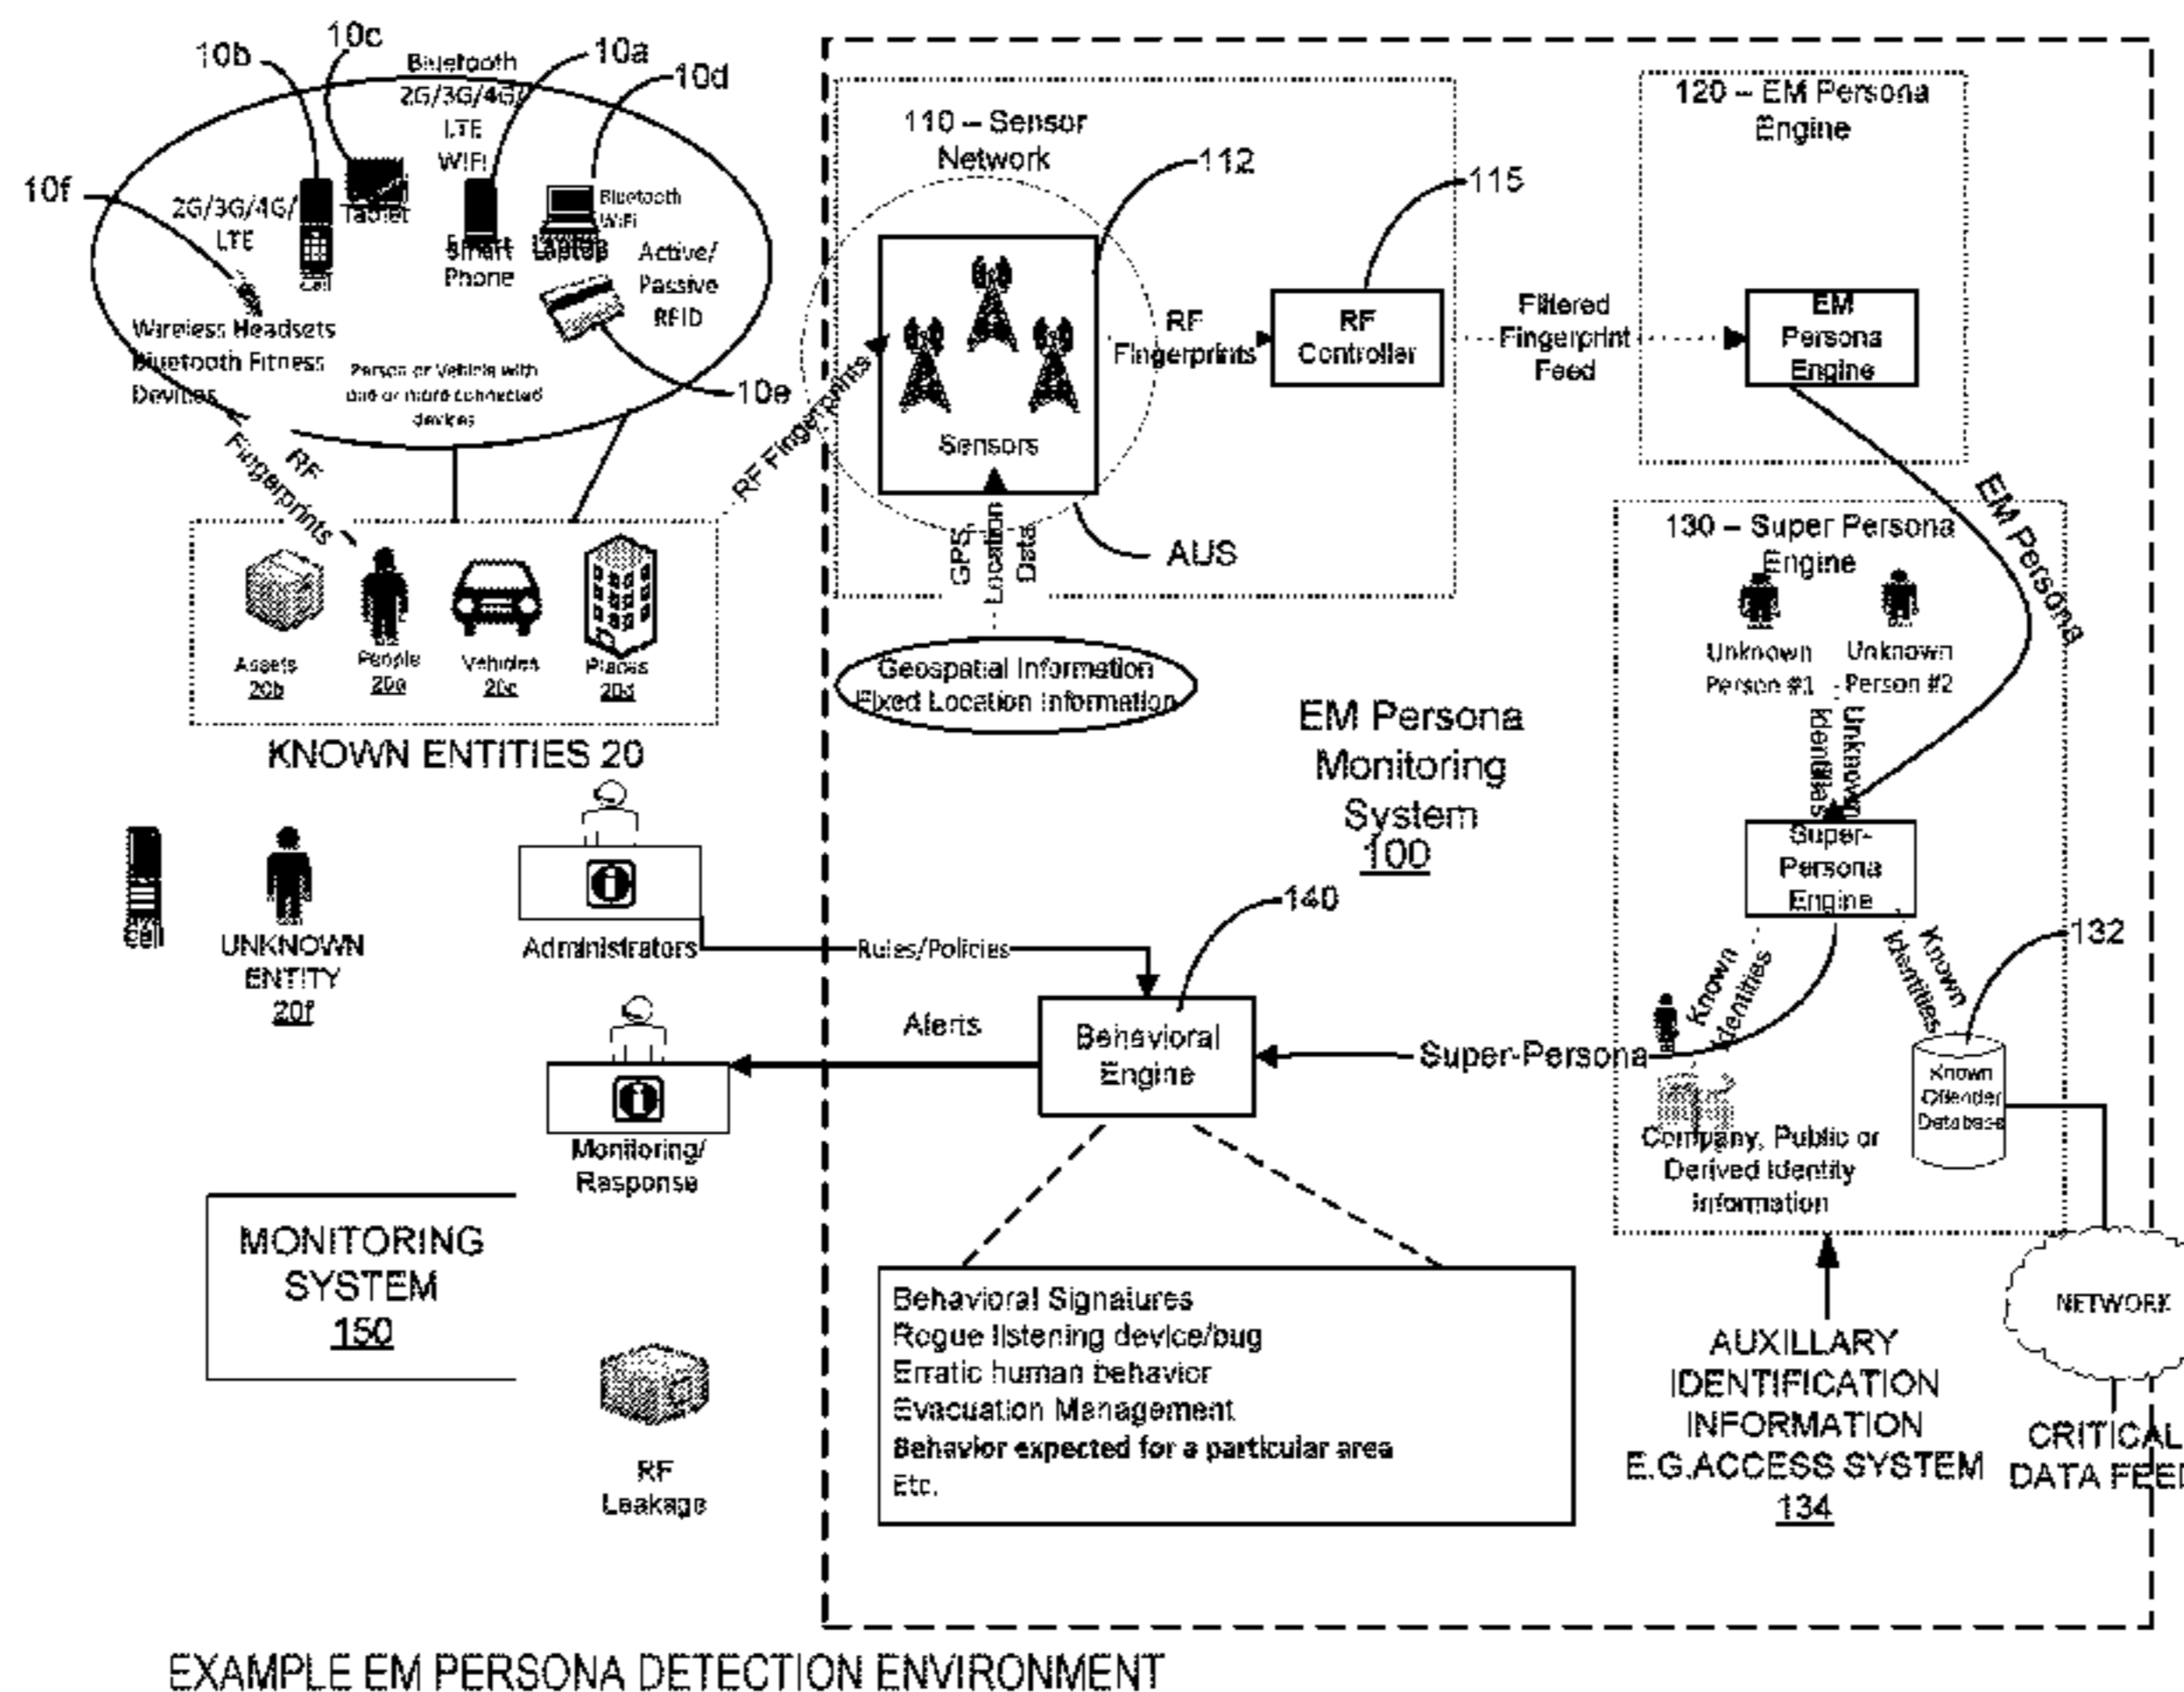 10b
10c
Bluetooth
10a
10d
2G/3G/4G/
LTE
WIFI
10f
2G/3G/4G/
LTE
Tablet
Cell
Smart
Phone
Laptop
Bluetooth
WiFi
Active/
Passive
RFID
Wireless Headsets
Bluetooth Fitness
Devices
Person or Vehicle with
one or more connected
devices
10e
RF
Fingerprints
RF Fingerprints
Assets
20b
People
20a
Vehicles
20c
Places
20d
KNOWN ENTITIES 20
Cell
UNKNOWN
ENTITY
20f
Administrators
Rules/Policies
Alerts
Monitoring/
Response
MONITORING
SYSTEM
150
RF
Leakage
110 – Sensor
Network
112
115
Sensors
RF
Fingerprints
RF
Controller
Filtered
Fingerprint
Feed
GPS
Location
Data
AUS
Geospatial Information
Fixed Location Information
EM Persona
Monitoring
System
100
120 – EM Persona
Engine
EM
Persona
Engine
EM Persona
130 – Super Persona
Engine
Unknown
Person #1
Unknown
Person #2
Unknown
Identities
Super-
Persona
Engine
Known
Identities
Known
Identities
132
Known
Offender
Database
Company, Public or
Derived Identity
Information
140
Behavioral
Engine
Super-Persona
Behavioral Signatures
Rogue listening device/bug
Erratic human behavior
Evacuation Management
Behavior expected for a particular area
Etc.
AUXILLARY
IDENTIFICATION
INFORMATION
E.G.ACCESS SYSTEM
134
NETWORK
CRITICAL
DATA FEED
EXAMPLE EM PERSONA DETECTION ENVIRONMENT